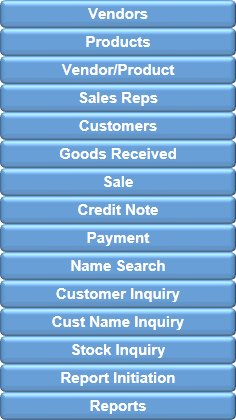 Vendors
Products
Vendor/Product
Sales Reps
Customers
Goods Received
Sale
Credit Note
Payment
Name Search
Customer Inquiry
Cust Name Inquiry
Stock Inquiry
Report Initiation
Reports